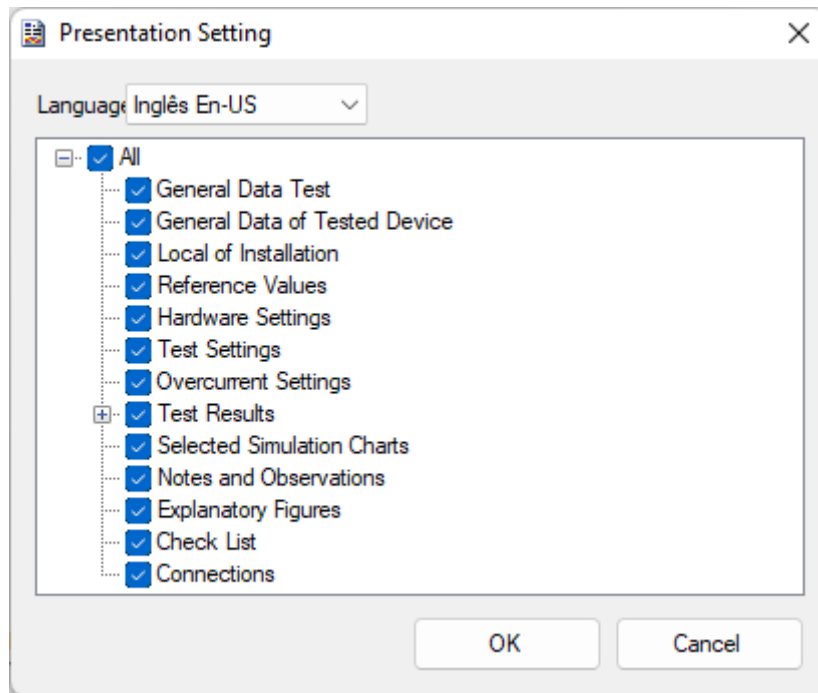 Presentation Setting
Language Inglês En-US
All
General Data Test
General Data of Tested Device
Local of Installation
Reference Values
Hardware Settings
Test Settings
Overcurrent Settings
Test Results
Selected Simulation Charts
Notes and Observations
Explanatory Figures
Check List
Connections
OK Cancel